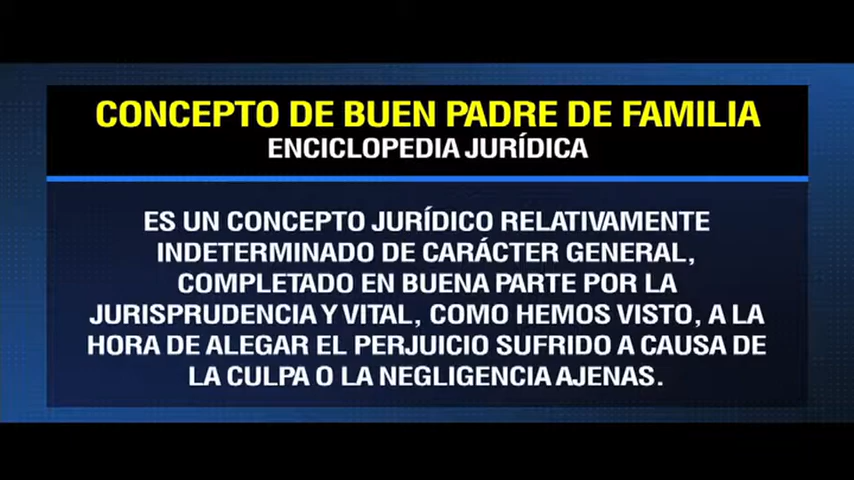 CONCEPTO DE BUEN PADRE DE FAMILIA
ENCICLOPEDIA JURÍDICA
ES UN CONCEPTO JURÍDICO RELATIVAMENTE
INDETERMINADO DE CARÁCTER GENERAL,
COMPLETADO EN BUENA PARTE POR LA
JURISPRUDENCIA Y VITAL, COMO HEMOS VISTO, A LA
HORA DE ALEGAR EL PERJUICIO SUFRIDO A CAUSA DE
LA CULPA O LA NEGLIGENCIA AJENAS.